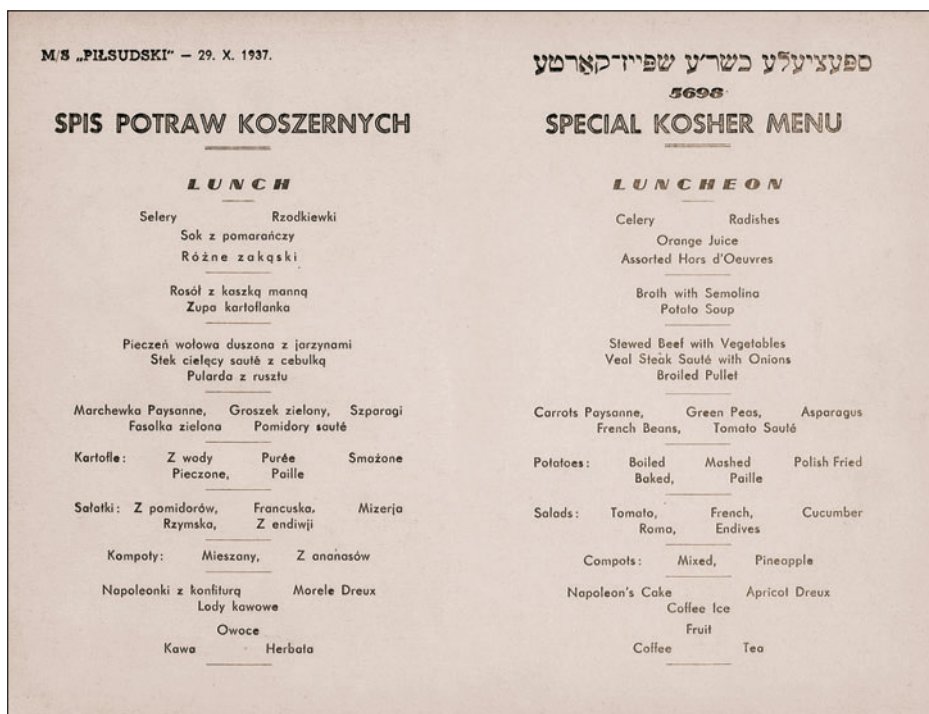 M/S „PIŁSUDSKI" – 29. X. 1937.
SPIS POTRAW KOSZERNYCH
LUNCH
Selery Rzodkiewki
Sok z pomarańczy
Różne zakąski
Rosół z kaszką manną
Zupa kartoflanka
Pieczeń wołowa duszona z jarzynami
Stek cielęcy sauté z cebulką
Pularda z rusztu
Marchewka Paysanne, Groszek zielony, Szparagi
Fasolka zielona Pomidory sauté
Kartofle: Z wody Purée Smażone
Pieczone, Paille
Sałatki: Z pomidorów, Francuska, Mizerja
Rzymska, Z endiwji
Kompoty: Mieszany, Z ananasów
Napoleonki z konfiturą Morele Dreux
Lody kawowe
Owoce
Kawa Herbata
ספּעציעלע כשר'ע שפּייז־קאַרטע
5698
SPECIAL KOSHER MENU
LUNCHEON
Celery Radishes
Orange Juice
Assorted Hors d'Oeuvres
Broth with Semolina
Potato Soup
Stewed Beef with Vegetables
Veal Steak Sauté with Onions
Broiled Pullet
Carrots Paysanne, Green Peas, Asparagus
French Beans, Tomato Sauté
Potatoes: Boiled Mashed Polish Fried
Baked, Paille
Salads: Tomato, French, Cucumber
Roma, Endives
Compots: Mixed, Pineapple
Napoleon's Cake Apricot Dreux
Coffee Ice
Fruit
Coffee Tea